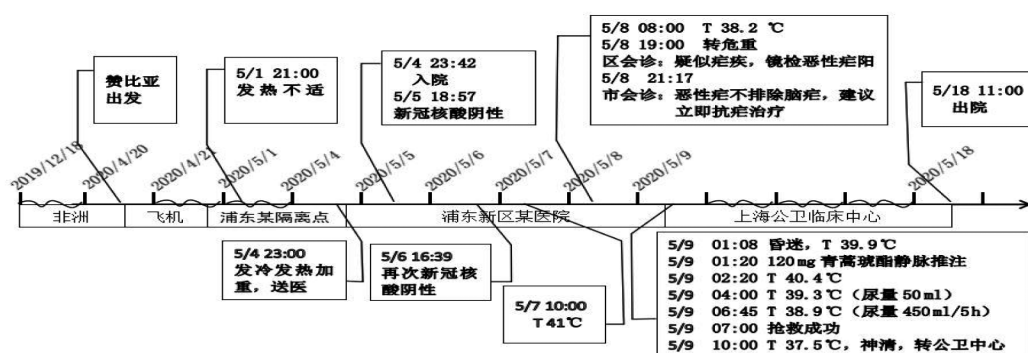 赞比亚
出发
5/1 21:00
发热不适
5/4 23:42
入院
5/5 18:57
新冠核酸阴性
5/8 08:00 T 38.2 ℃
5/8 19:00 转危重
区会诊：疑似疟疾，镜检恶性疟阳
5/8 21:17
市会诊：恶性疟不排除脑疟，建议
立即抗疟治疗
5/18 11:00
出院
2019/12/18
2020/4/20
2020/4/21
2020/5/1
2020/5/4
2020/5/5
2020/5/6
2020/5/7
2020/5/8
2020/5/9
2020/5/18
非洲
飞机
浦东某隔离点
浦东新区某医院
上海公卫临床中心
5/4 23:00
发冷发热加
重，送医
5/6 16:39
再次新冠核
酸阴性
5/7 10:00
T 41℃
5/9 01:08 昏迷，T 39.9℃
5/9 01:20 120mg 青蒿琥酯静脉推注
5/9 02:20 T 40.4℃
5/9 04:00 T 39.3℃（尿量 50ml）
5/9 06:45 T 38.9℃（尿量 450ml/5h）
5/9 07:00 抢救成功
5/9 10:00 T 37.5℃，神清，转公卫中心